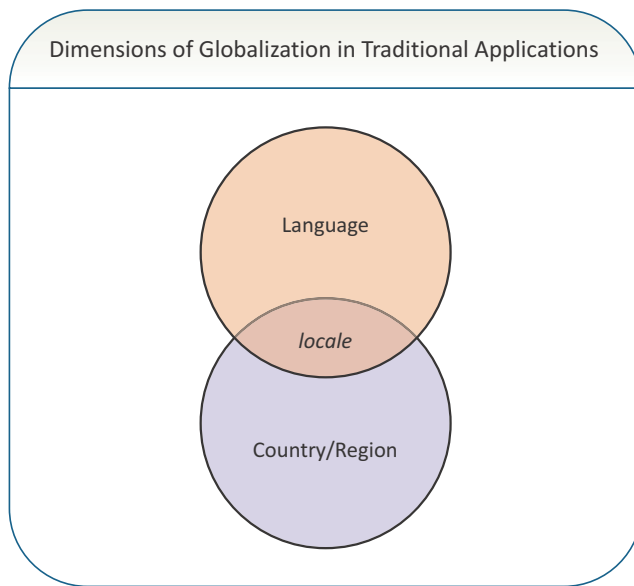 Dimensions of Globalization in Traditional Applications
Language
locale
Country/Region